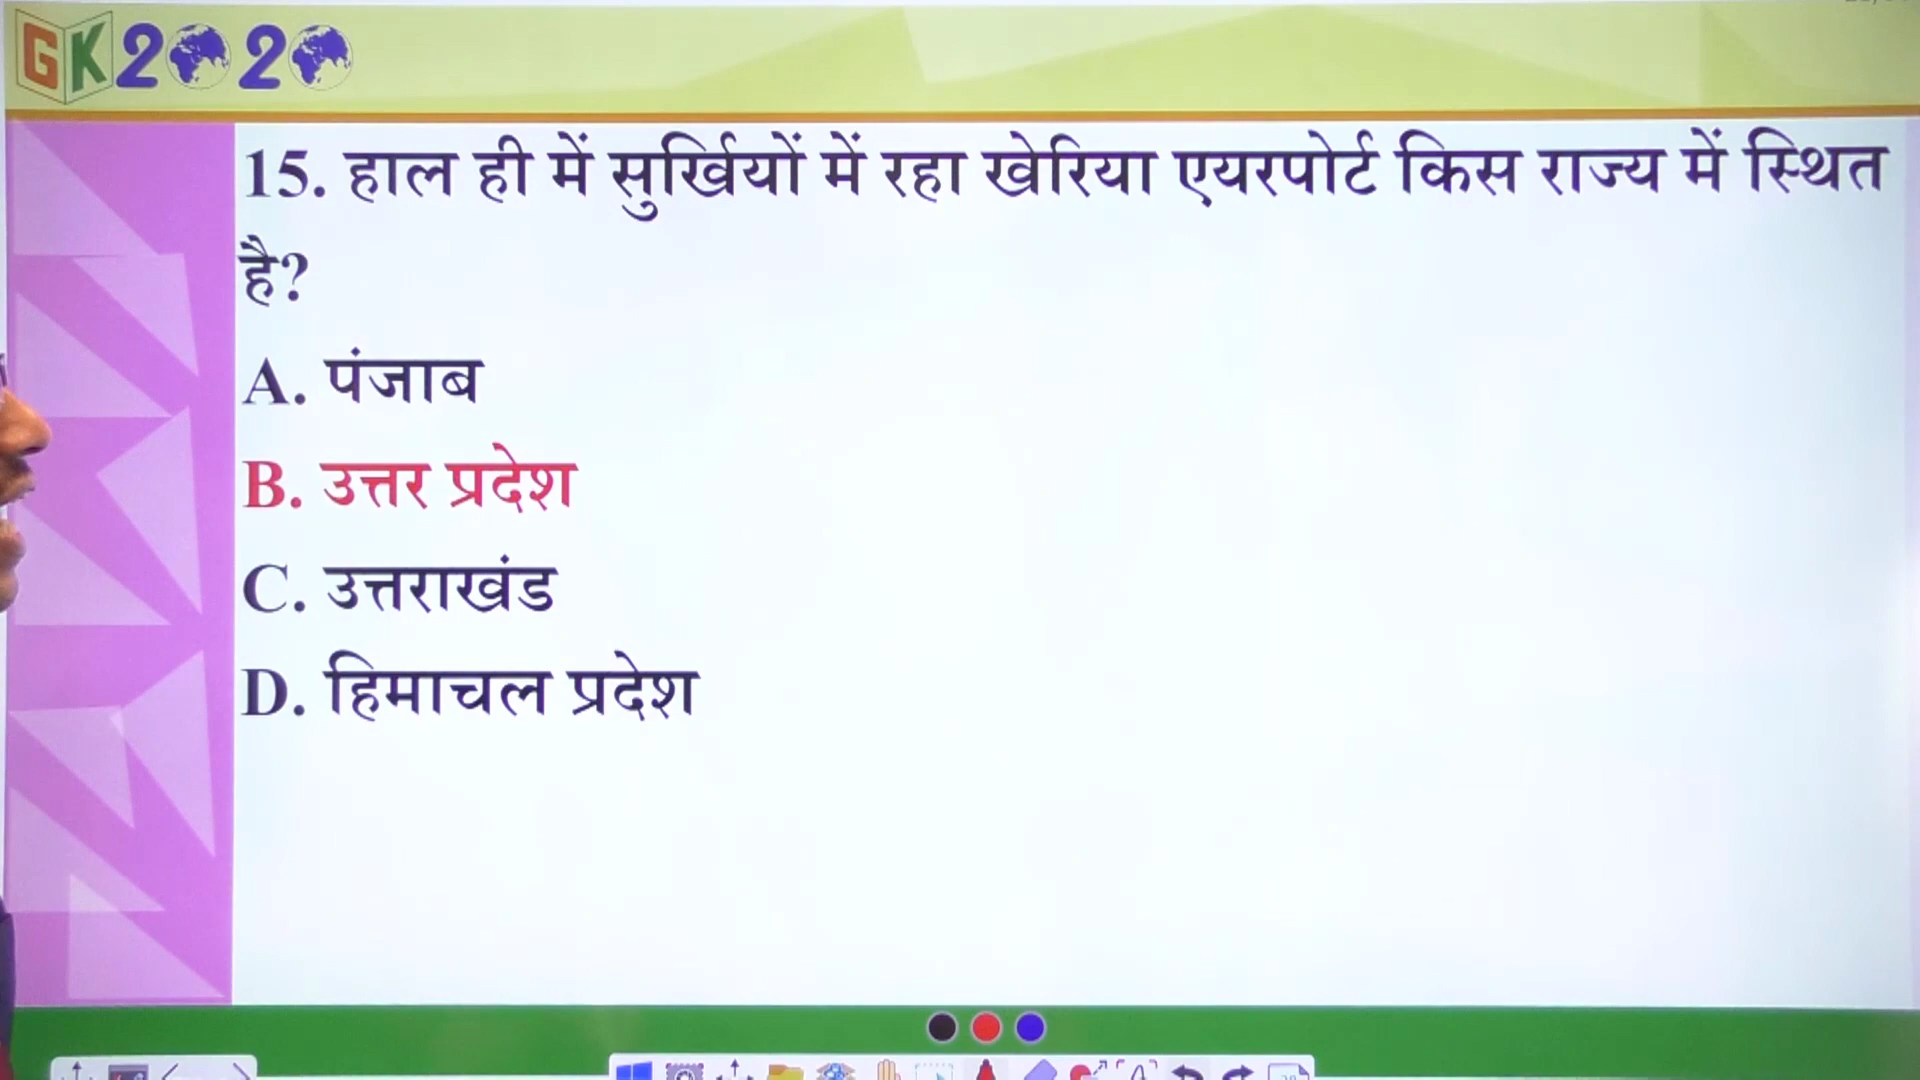 GK2020
15. हाल ही में सुर्खियों में रहा खेरिया एयरपोर्ट किस राज्य में स्थित
है?
A. पंजाब
B. उत्तर प्रदेश
C. उत्तराखंड
D. हिमाचल प्रदेश